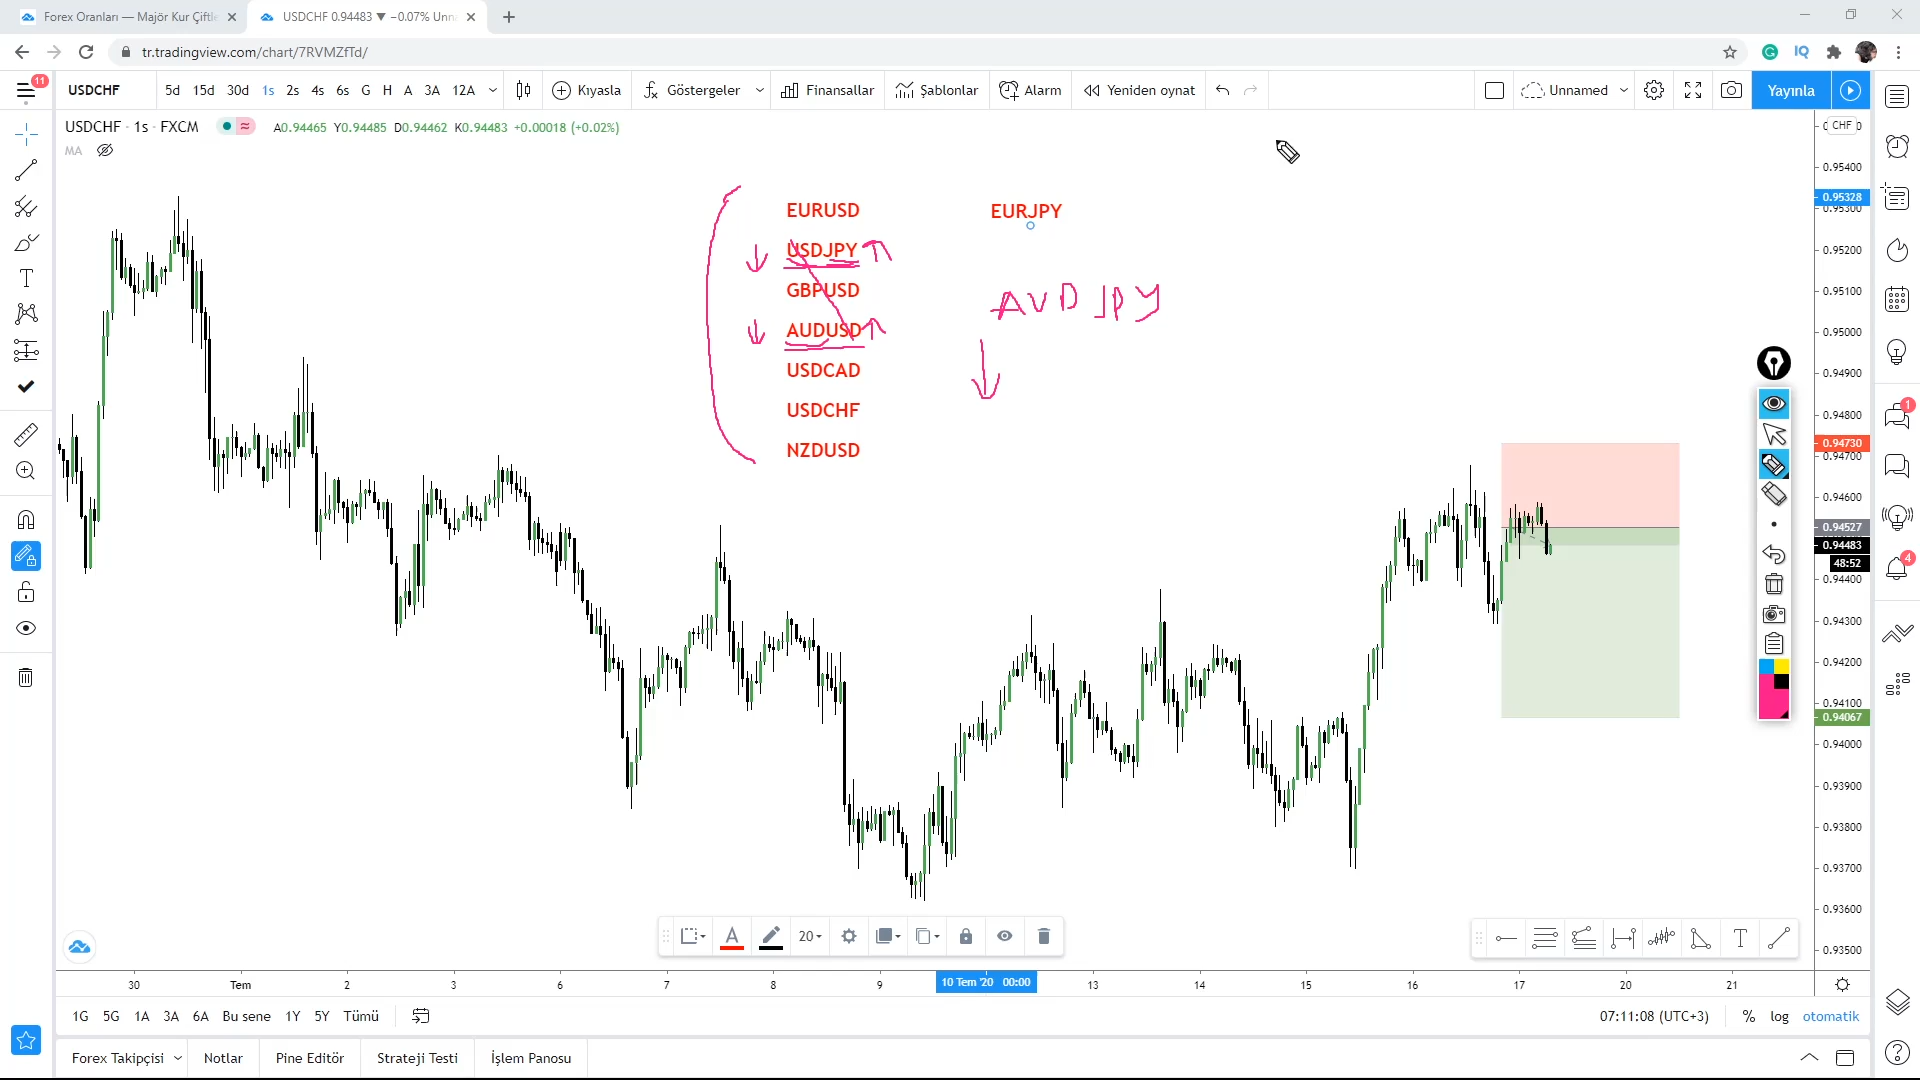 Forex Oranları — Majör Kur Çiftle
USDCHF 0.94483 ▼ −0.07% Unna
tr.tradingview.com/chart/7RVMZfTd/
11
USDCHF 5d 15d 30d 1s 2s 4s 6s G H A 3A 12A Kıyasla Göstergeler Finansallar Şablonlar Alarm Yeniden oynat Unnamed Yayınla
USDCHF · 1s · FXCM A0.94465 Y0.94485 D0.94462 K0.94483 +0.00018 (+0.02%)
MA
CHF
0.95400
0.95328
0.95300
0.95200
0.95100
0.95000
0.94900
0.94800
0.94730
0.94700
0.94600
0.94527
0.94483
48:52
0.94400
0.94300
0.94200
0.94100
0.94067
0.94000
0.93900
0.93800
0.93700
0.93600
0.93500
EURUSD EURJPY
USDJPY
GBPUSD AUDJPY
AUDUSD
USDCAD
USDCHF
NZDUSD
1
4
20
30 Tem 2 3 6 7 8 9 10 Tem '20 00:00 13 14 15 16 17 20 21
1G 5G 1A 3A 6A Bu sene 1Y 5Y Tümü 07:11:08 (UTC+3) % log otomatik
Forex Takipçisi Notlar Pine Editör Strateji Testi İşlem Panosu